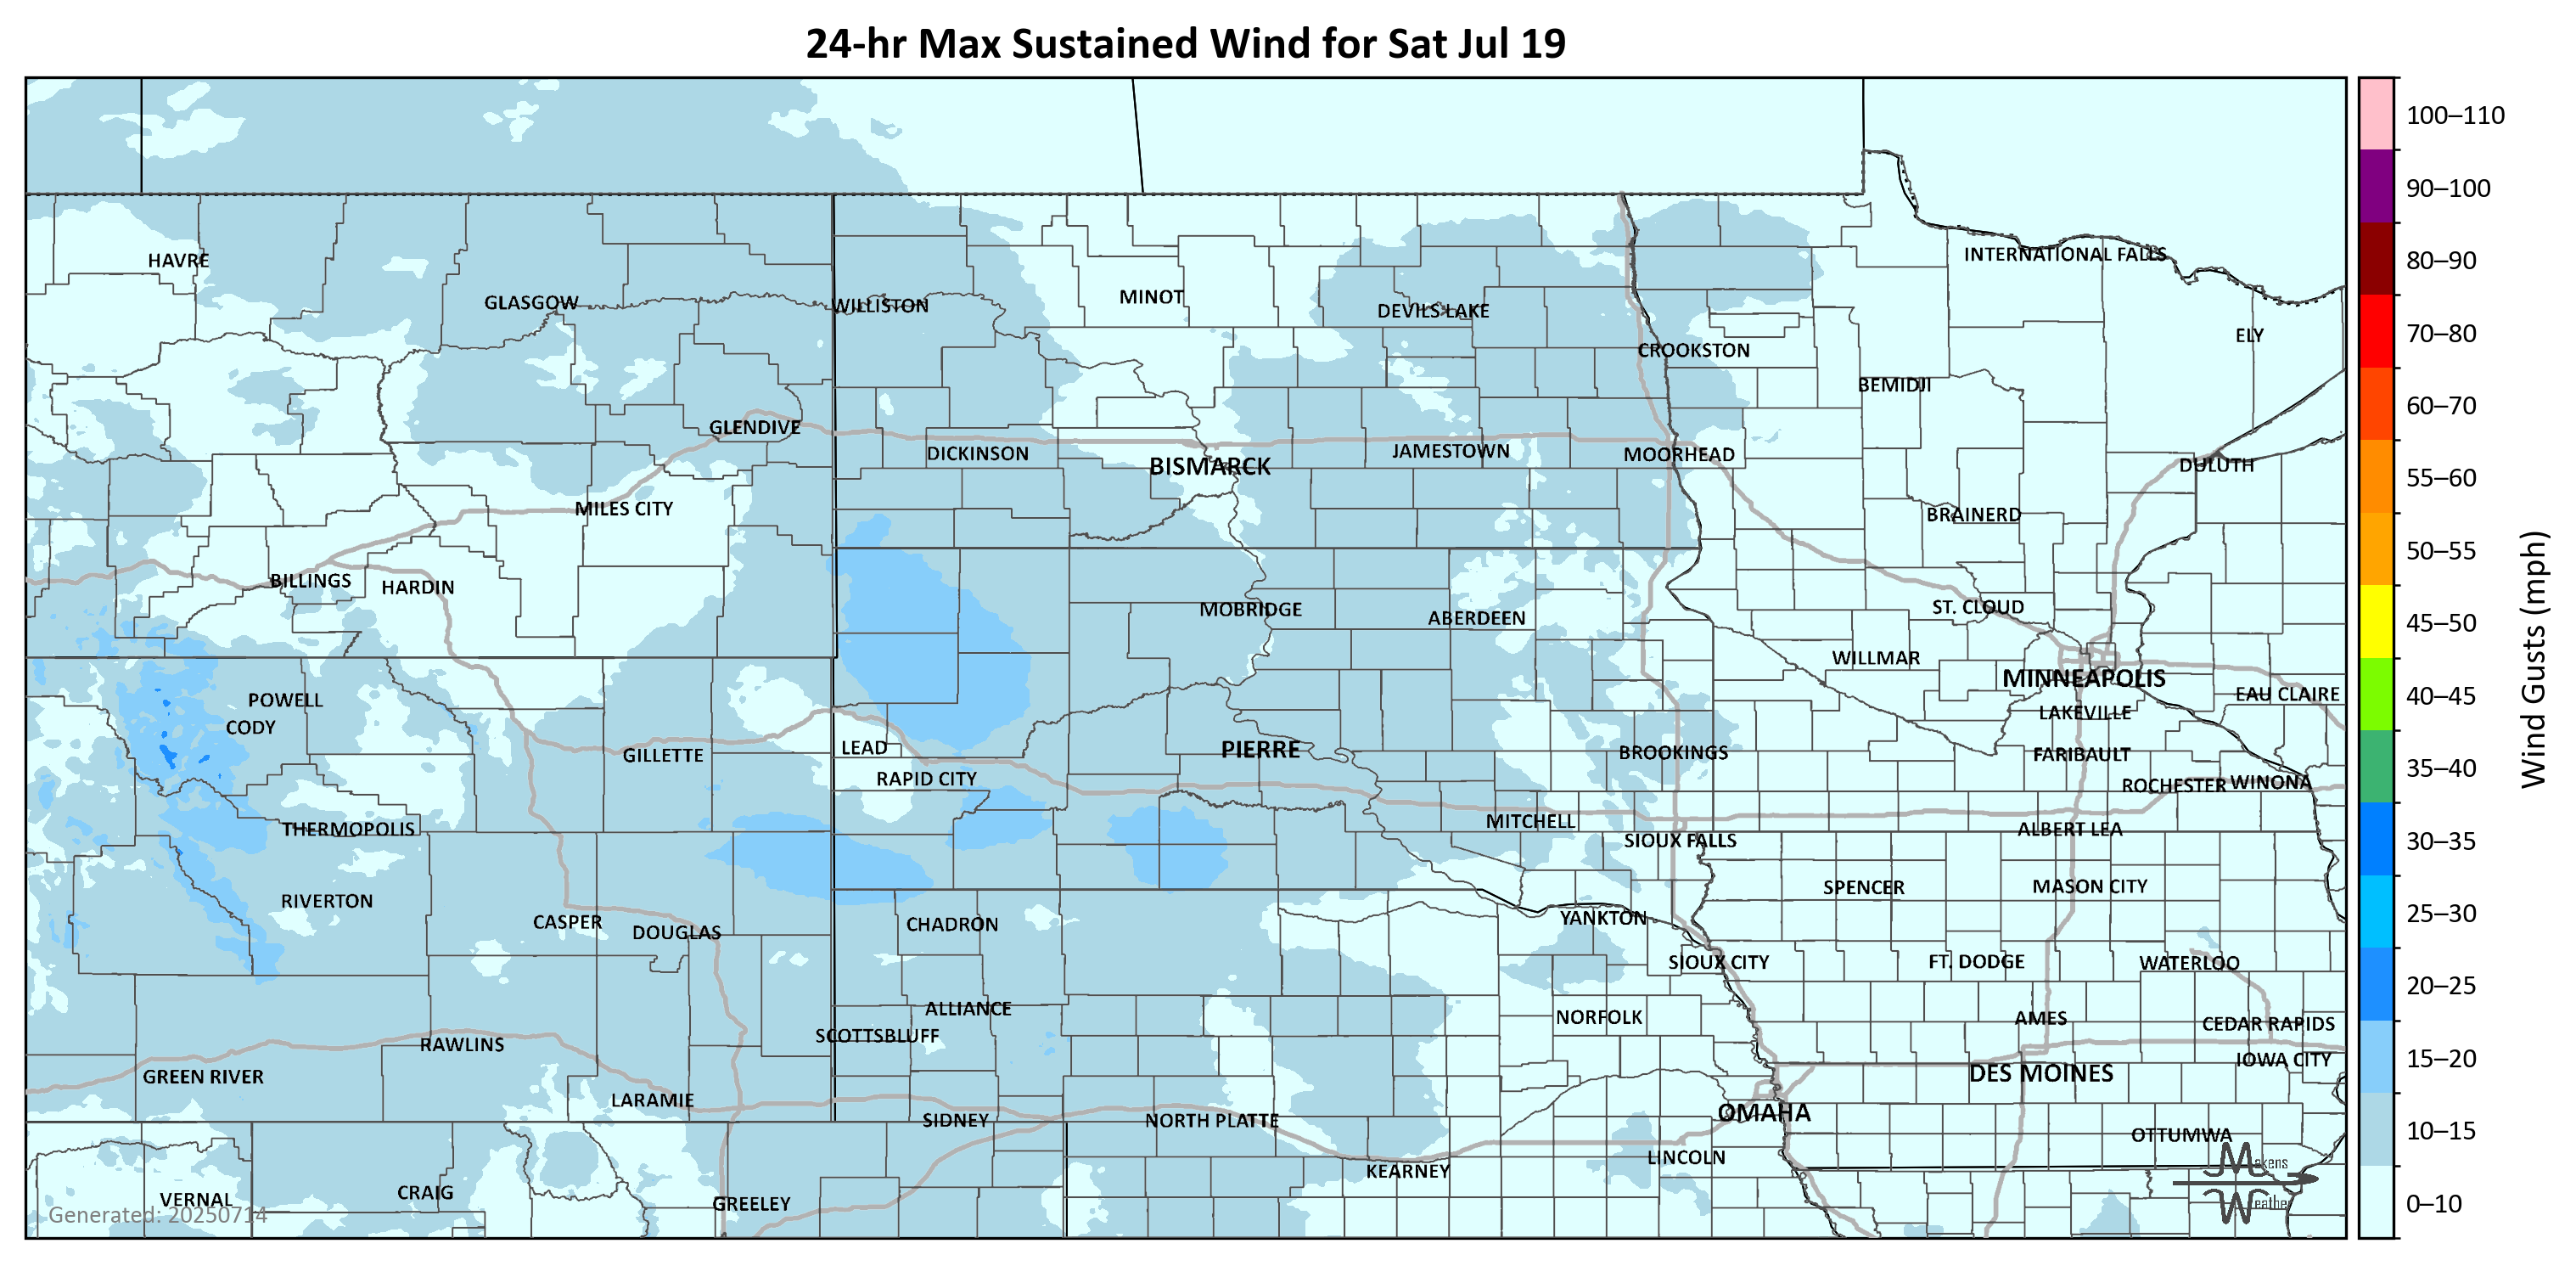 24-hr Max Sustained Wind for Sat Jul 19
100–110
90–100
80–90
70–80
60–70
55–60
50–55
45–50
40–45
35–40
30–35
25–30
20–25
15–20
10–15
0–10
Wind Gusts (mph)
INTERNATIONAL FALLS
HAVRE
MINOT
GLASGOW
WILLISTON
DEVILS LAKE
ELY
CROOKSTON
BEMIDJI
GLENDIVE
DICKINSON
JAMESTOWN
MOORHEAD
BISMARCK
DULUTH
MILES CITY
BRAINERD
BILLINGS
HARDIN
MOBRIDGE
ABERDEEN
ST. CLOUD
WILLMAR
MINNEAPOLIS
EAU CLAIRE
POWELL
LAKEVILLE
CODY
LEAD
PIERRE
BROOKINGS
GILLETTE
FARIBAULT
RAPID CITY
ROCHESTER
WINONA
MITCHELL
THERMOPOLIS
ALBERT LEA
SIOUX FALLS
SPENCER
MASON CITY
RIVERTON
CASPER
CHADRON
YANKTON
DOUGLAS
SIOUX CITY
FT. DODGE
WATERLOO
ALLIANCE
NORFOLK
AMES
CEDAR RAPIDS
SCOTTSBLUFF
RAWLINS
IOWA CITY
GREEN RIVER
DES MOINES
LARAMIE
OMAHA
SIDNEY
NORTH PLATTE
OTTUMWA
LINCOLN
KEARNEY
VERNAL
CRAIG
GREELEY
Makens
Weather
Generated: 20250714